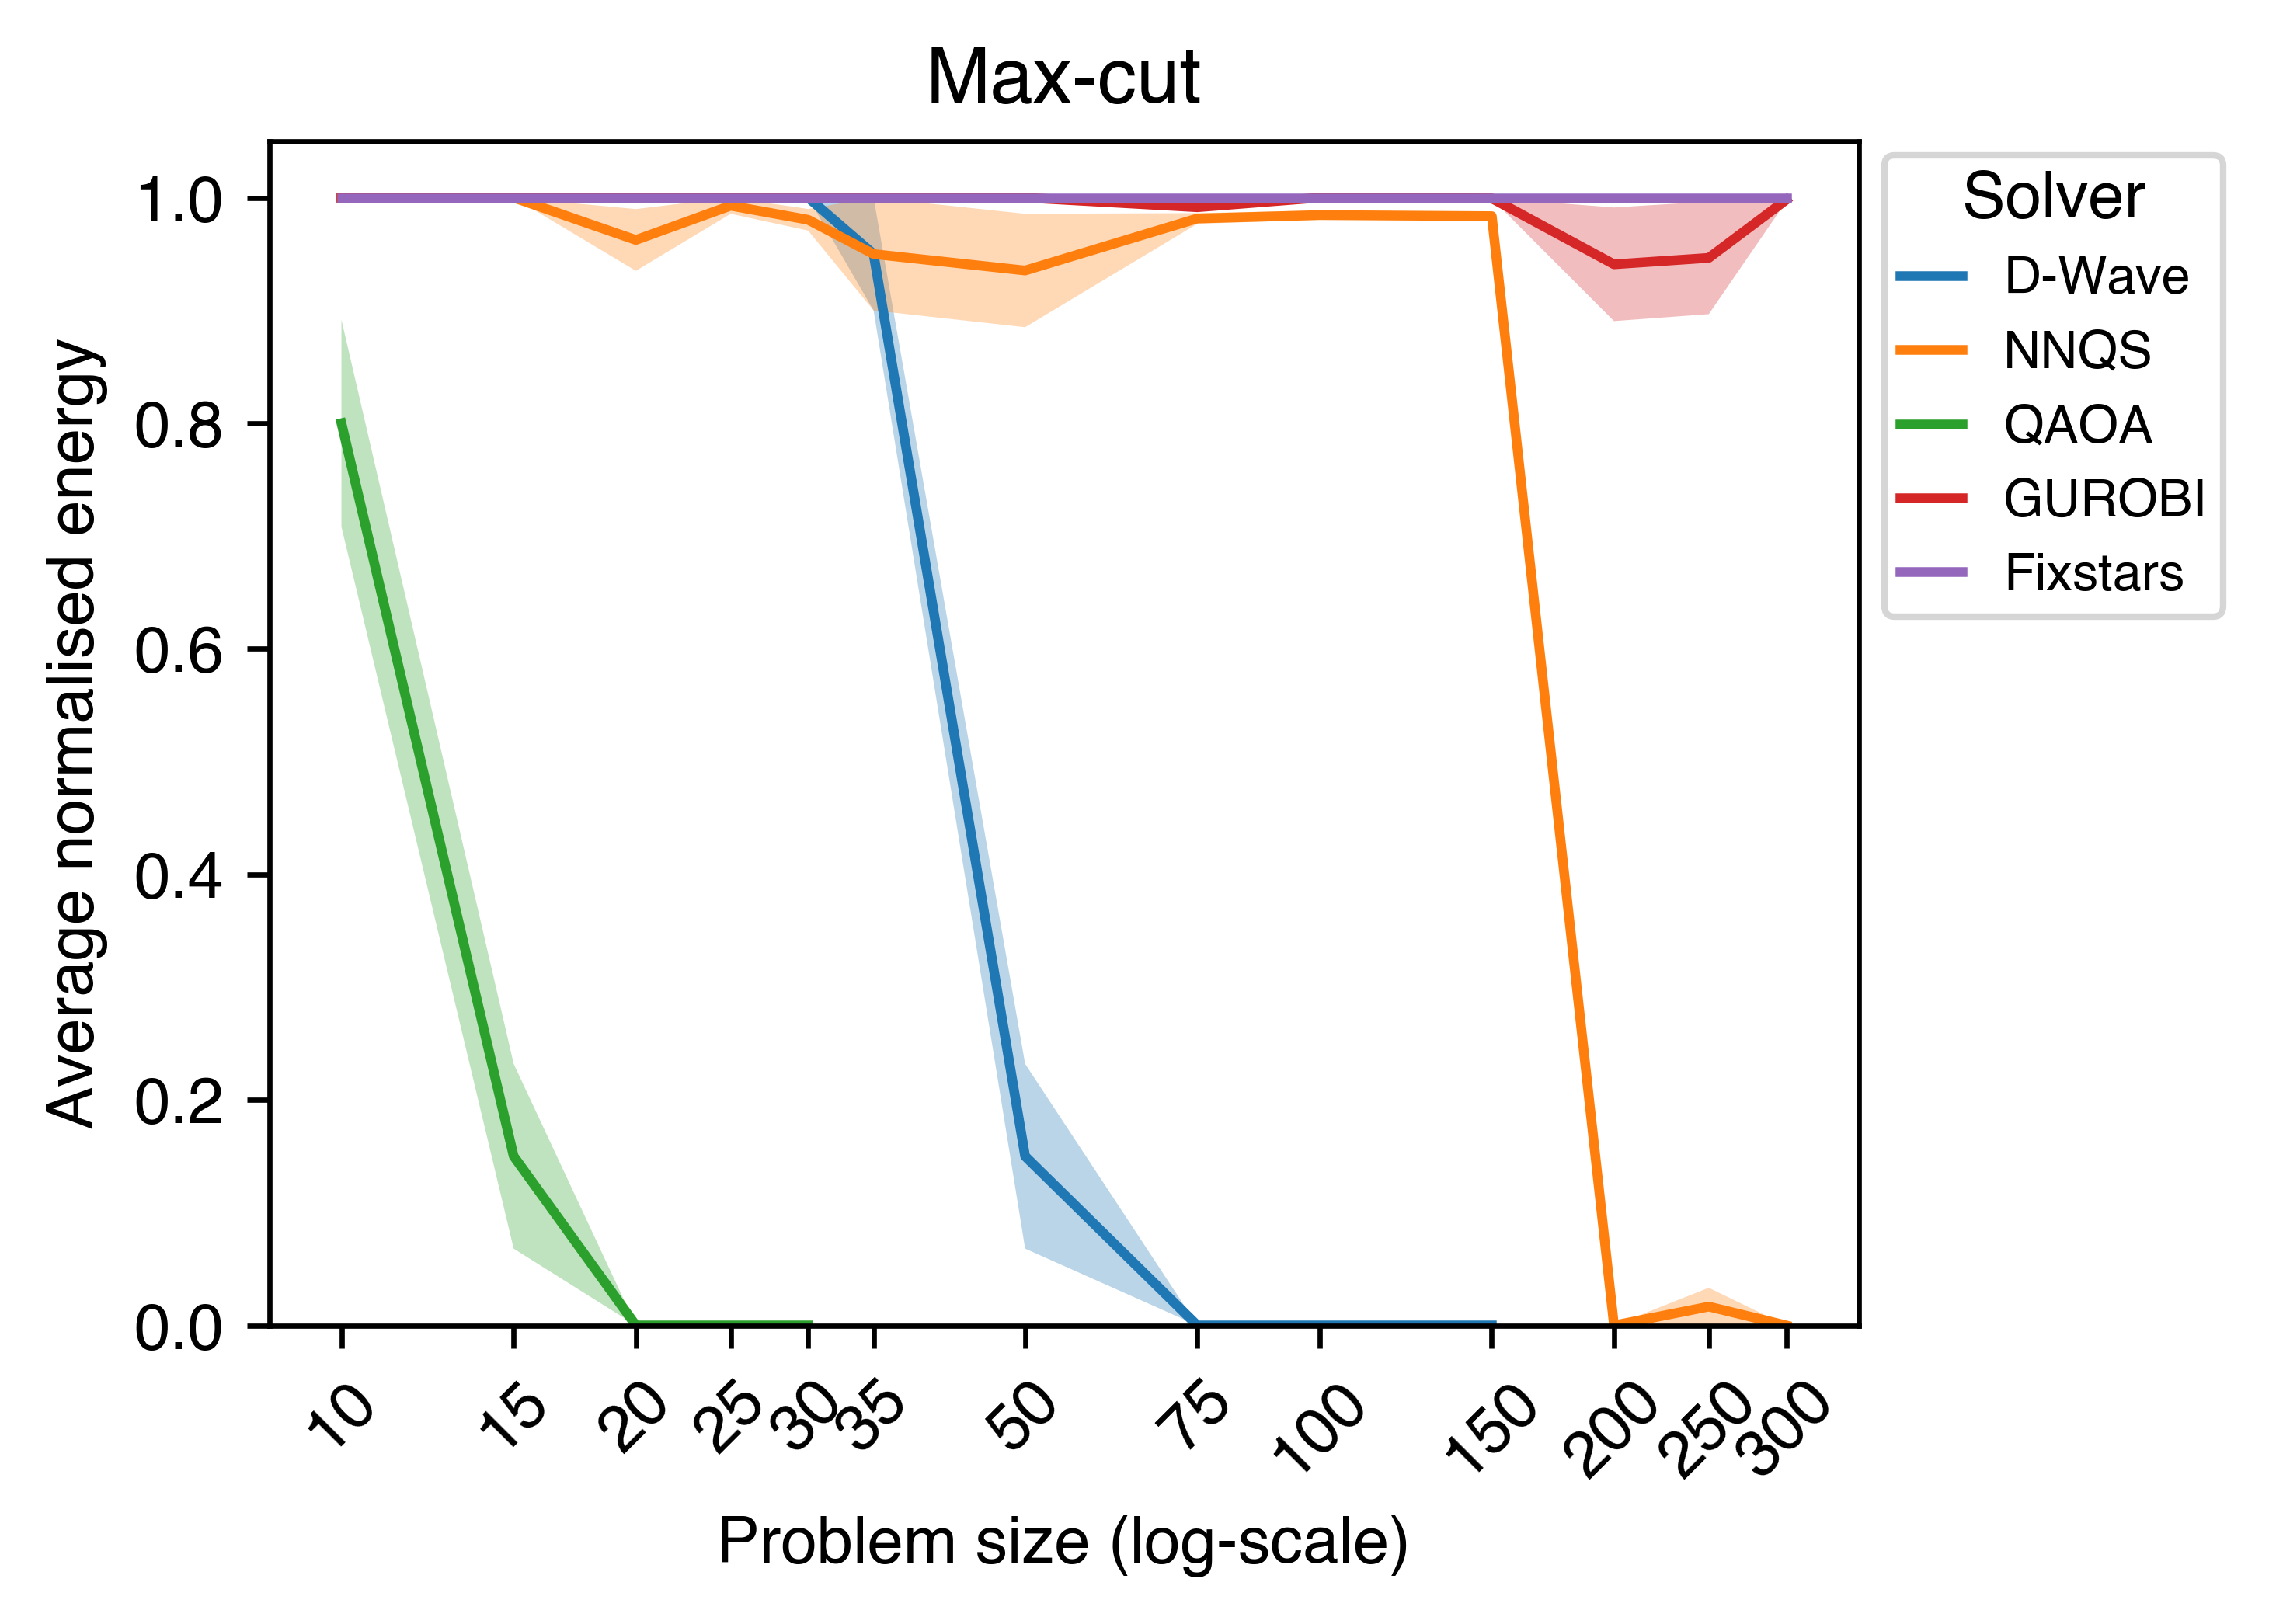 Max-cut
Average normalised energy
1.0
0.8
0.6
0.4
0.2
0.0
10
15
20
25
30
35
50
75
100
150
200
250
300
Problem size (log-scale)
Solver
D-Wave
NNQS
QAOA
GUROBI
Fixstars